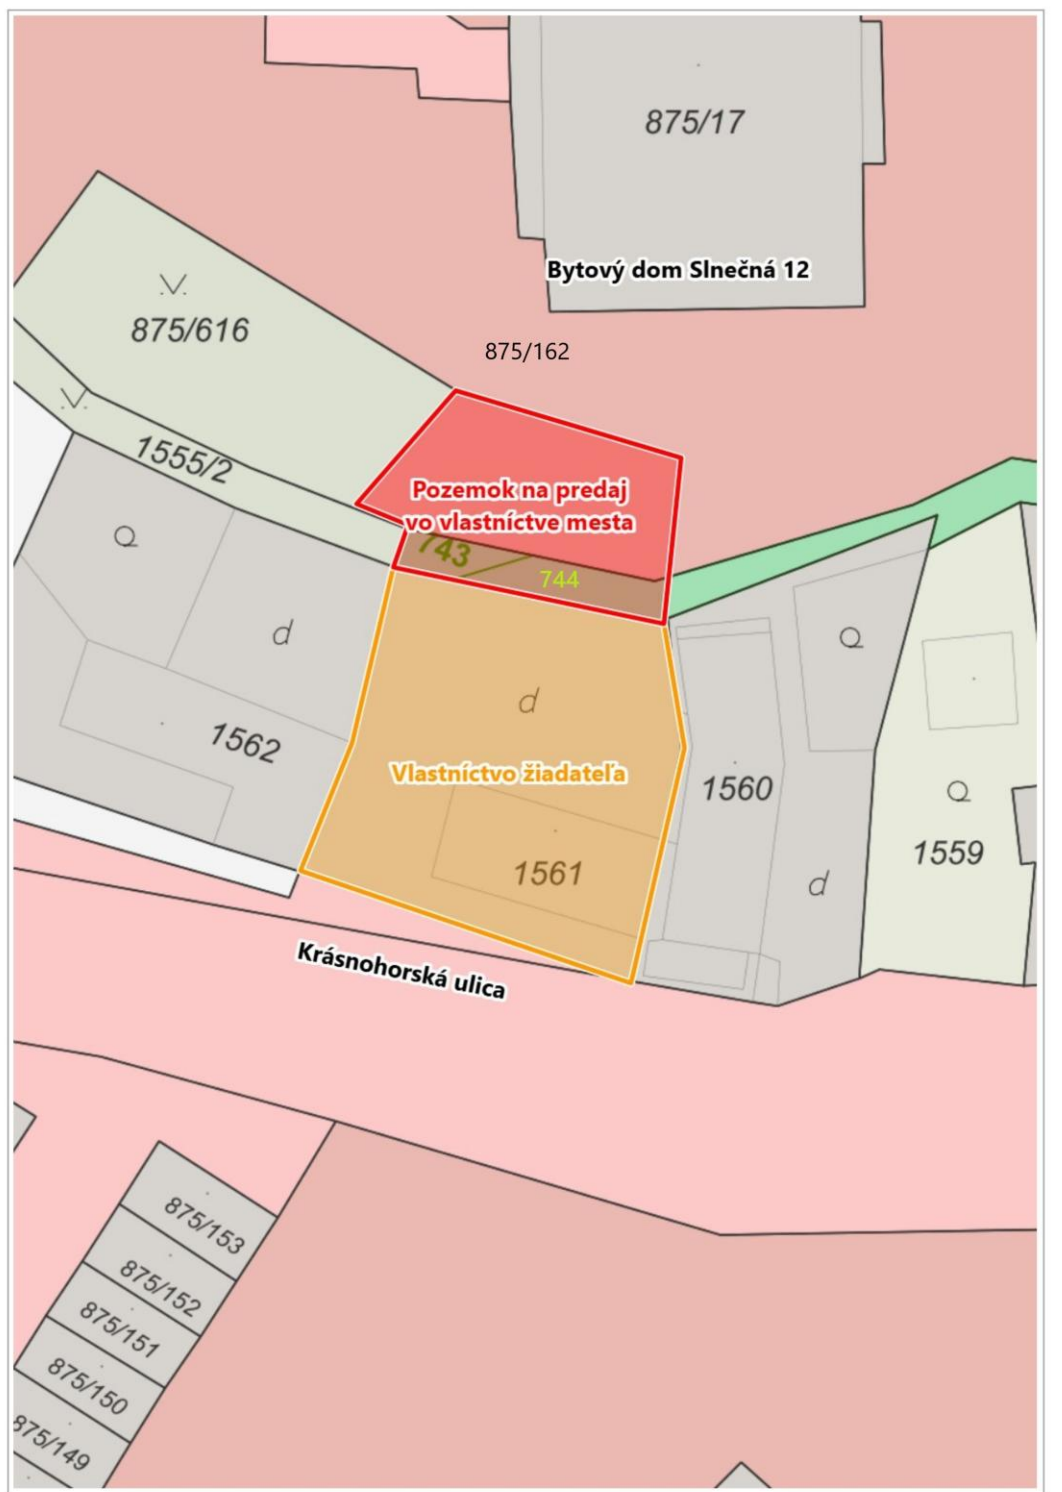 875/17
Bytový dom Slnečná 12
875/616
875/162
1555/2
Pozemok na predaj
vo vlastníctve mesta
743
744
d
d
1562
Vlastníctvo žiadateľa
1560
1561
1559
d
Krásnohorská ulica
875/153
875/152
875/151
875/150
875/149